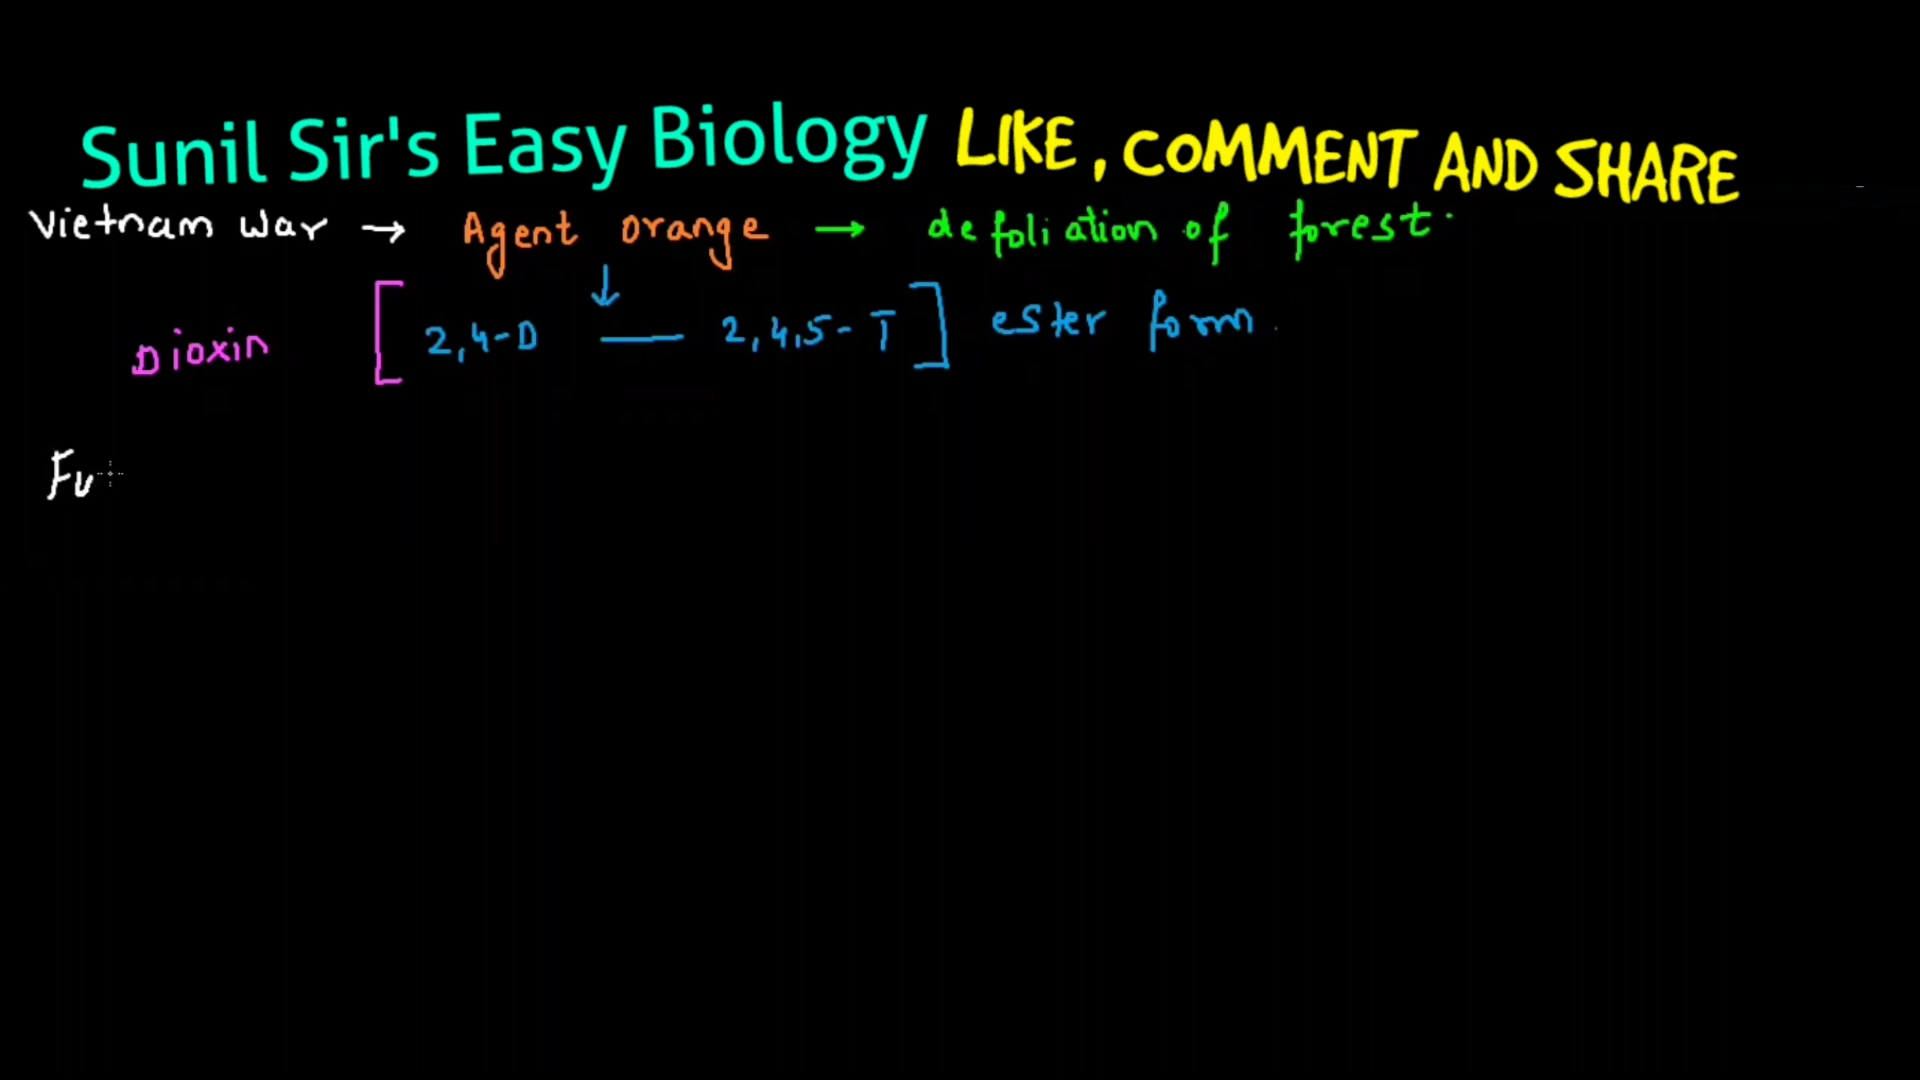 Sunil Sir's Easy Biology LIKE, COMMENT AND SHARE
Vietnam War → Agent orange → defoliation of forest.
↓
Dioxin [ 2,4-D — 2,4,5-T ] ester form.
Fu